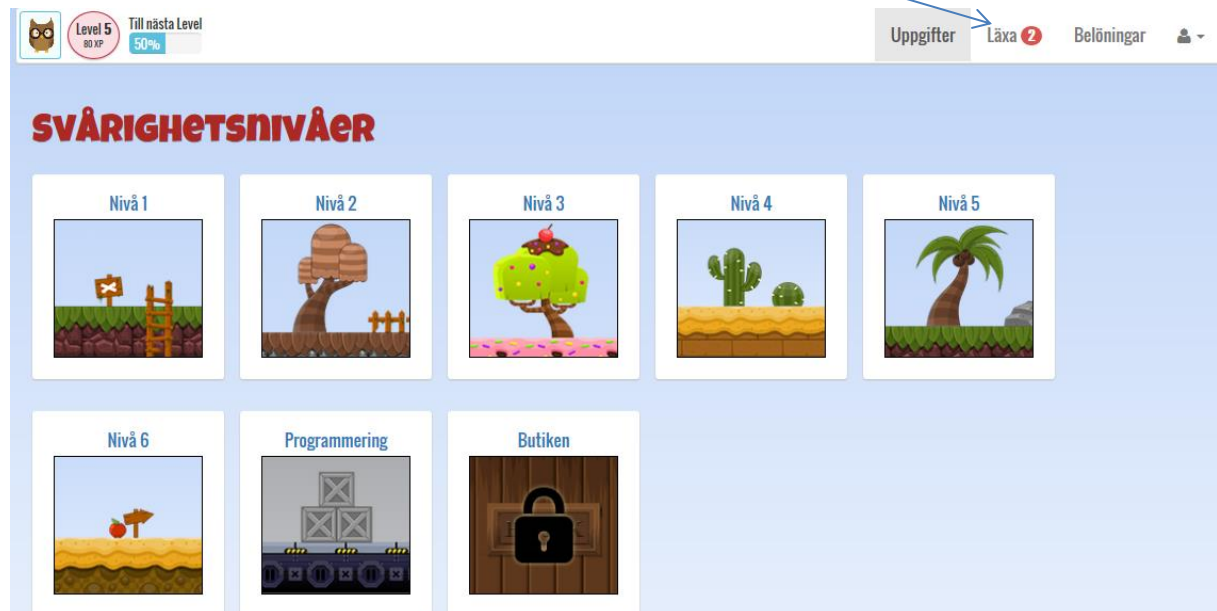 Level 5
80 XP
Till nästa Level
50%
Uppgifter
Läxa 2
Belöningar
SVÅRIGHETSNIVÅER
Nivå 1
Nivå 2
Nivå 3
Nivå 4
Nivå 5
Nivå 6
Programmering
Butiken